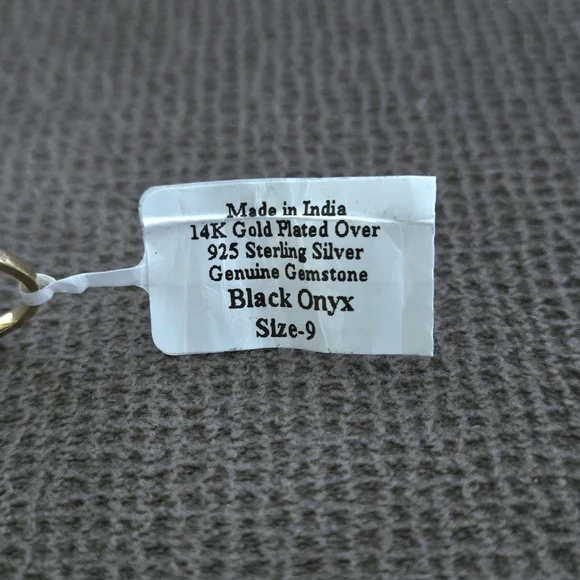 Made in India
14K Gold Plated Over
925 Sterling Silver
Genuine Gemstone
Black Onyx
Size-9